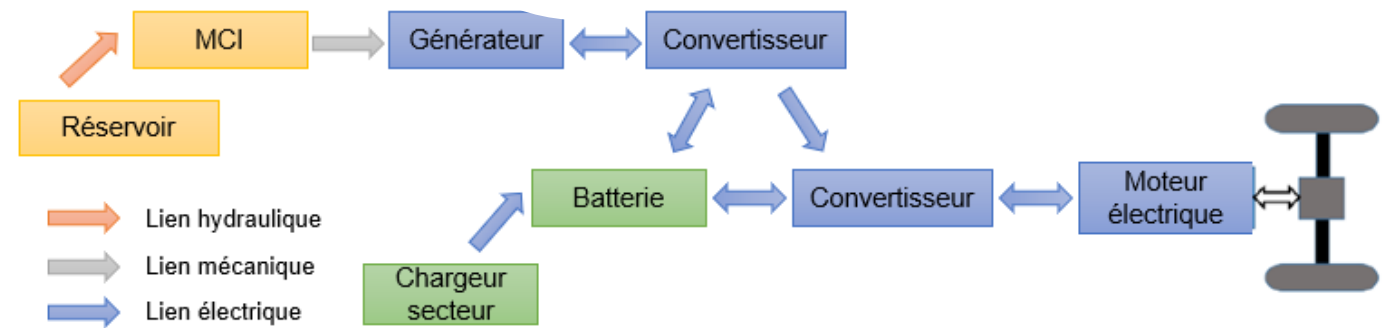 MCI
Générateur
Convertisseur
Réservoir
Batterie
Convertisseur
Moteur
électrique
Lien hydraulique
Lien mécanique
Lien électrique
Chargeur
secteur